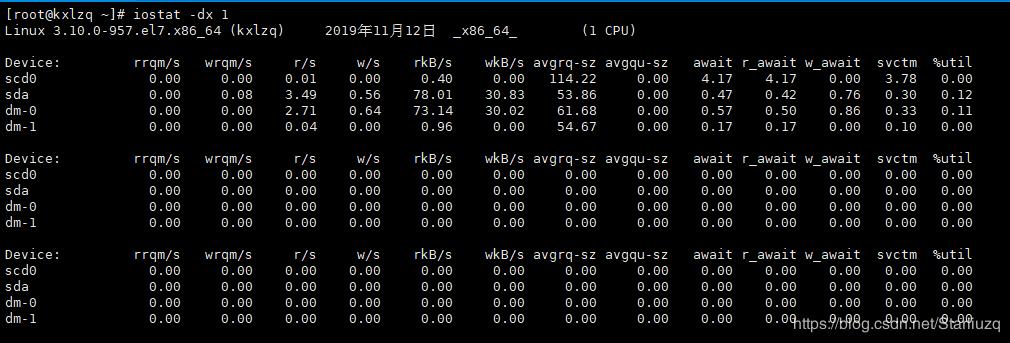 [root@kxlzq ~]# iostat -dx 1
Linux 3.10.0-957.el7.x86_64 (kxlzq) 2019年11月12日 _x86_64_ (1 CPU)
Device: rrqm/s wrqm/s r/s w/s rkB/s wkB/s avgrq-sz avgqu-sz await r_await w_await svctm %util
scd0 0.00 0.00 0.01 0.00 0.40 0.00 114.22 0.00 4.17 4.17 0.00 3.78 0.00
sda 0.00 0.08 3.49 0.56 78.01 30.83 53.86 0.00 0.47 0.42 0.76 0.30 0.12
dm-0 0.00 0.00 2.71 0.64 73.14 30.02 61.68 0.00 0.57 0.50 0.86 0.33 0.11
dm-1 0.00 0.00 0.04 0.00 0.96 0.00 54.67 0.00 0.17 0.17 0.00 0.10 0.00
Device: rrqm/s wrqm/s r/s w/s rkB/s wkB/s avgrq-sz avgqu-sz await r_await w_await svctm %util
scd0 0.00 0.00 0.00 0.00 0.00 0.00 0.00 0.00 0.00 0.00 0.00 0.00 0.00
sda 0.00 0.00 0.00 0.00 0.00 0.00 0.00 0.00 0.00 0.00 0.00 0.00 0.00
dm-0 0.00 0.00 0.00 0.00 0.00 0.00 0.00 0.00 0.00 0.00 0.00 0.00 0.00
dm-1 0.00 0.00 0.00 0.00 0.00 0.00 0.00 0.00 0.00 0.00 0.00 0.00 0.00
Device: rrqm/s wrqm/s r/s w/s rkB/s wkB/s avgrq-sz avgqu-sz await r_await w_await svctm %util
scd0 0.00 0.00 0.00 0.00 0.00 0.00 0.00 0.00 0.00 0.00 0.00 0.00 0.00
sda 0.00 0.00 0.00 0.00 0.00 0.00 0.00 0.00 0.00 0.00 0.00 0.00 0.00
dm-0 0.00 0.00 0.00 0.00 0.00 0.00 0.00 0.00 0.00 0.00 0.00 0.00 0.00
dm-1 0.00 0.00 0.00 0.00 0.00 0.00 0.00 0.00 0.00 0.00 0.00 0.00 0.00